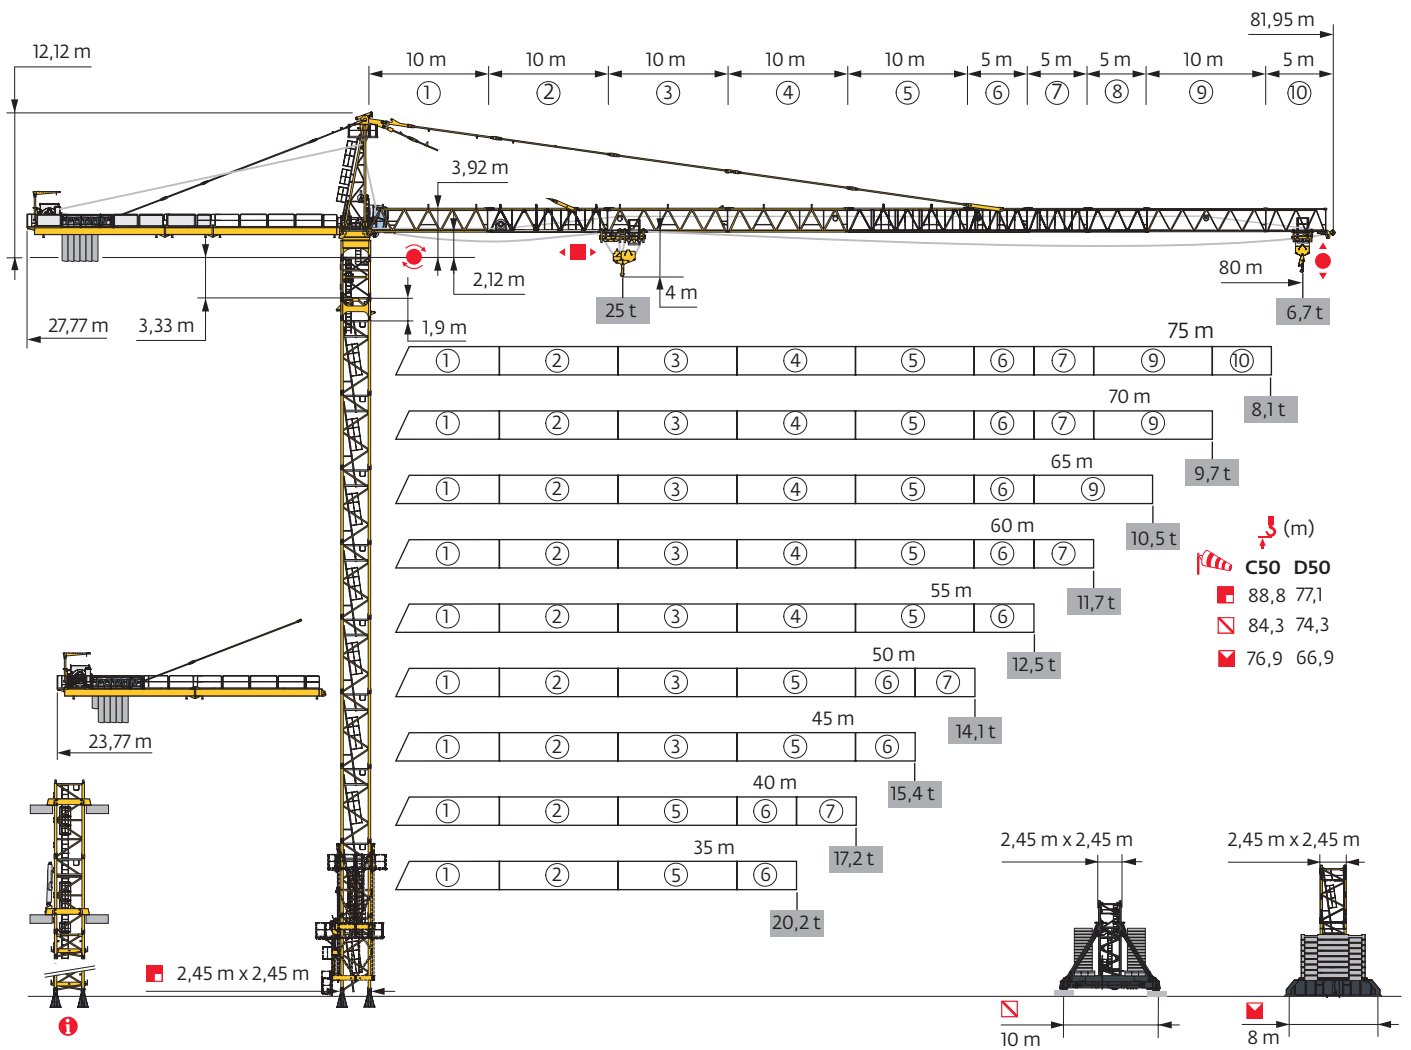 81,95 m
12,12 m
10 m 10 m 10 m 10 m 10 m 5 m 5 m 5 m 10 m 5 m
1 2 3 4 5 6 7 8 9 10
3,92 m
2,12 m
4 m
80 m
25 t
6,7 t
27,77 m
3,33 m
1,9 m
75 m
1 2 3 4 5 6 7 9 10
8,1 t
70 m
1 2 3 4 5 6 7 9
9,7 t
65 m
1 2 3 4 5 6 9
10,5 t
60 m
1 2 3 4 5 6 7
11,7 t
55 m
1 2 3 4 5 6
12,5 t
50 m
1 2 3 5 6 7
14,1 t
45 m
1 2 3 5 6
15,4 t
40 m
1 2 5 6 7
17,2 t
35 m
1 2 5 6
20,2 t
(m)
C50 D50
88,8 77,1
84,3 74,3
76,9 66,9
23,77 m
2,45 m x 2,45 m
i
2,45 m x 2,45 m
10 m
2,45 m x 2,45 m
8 m